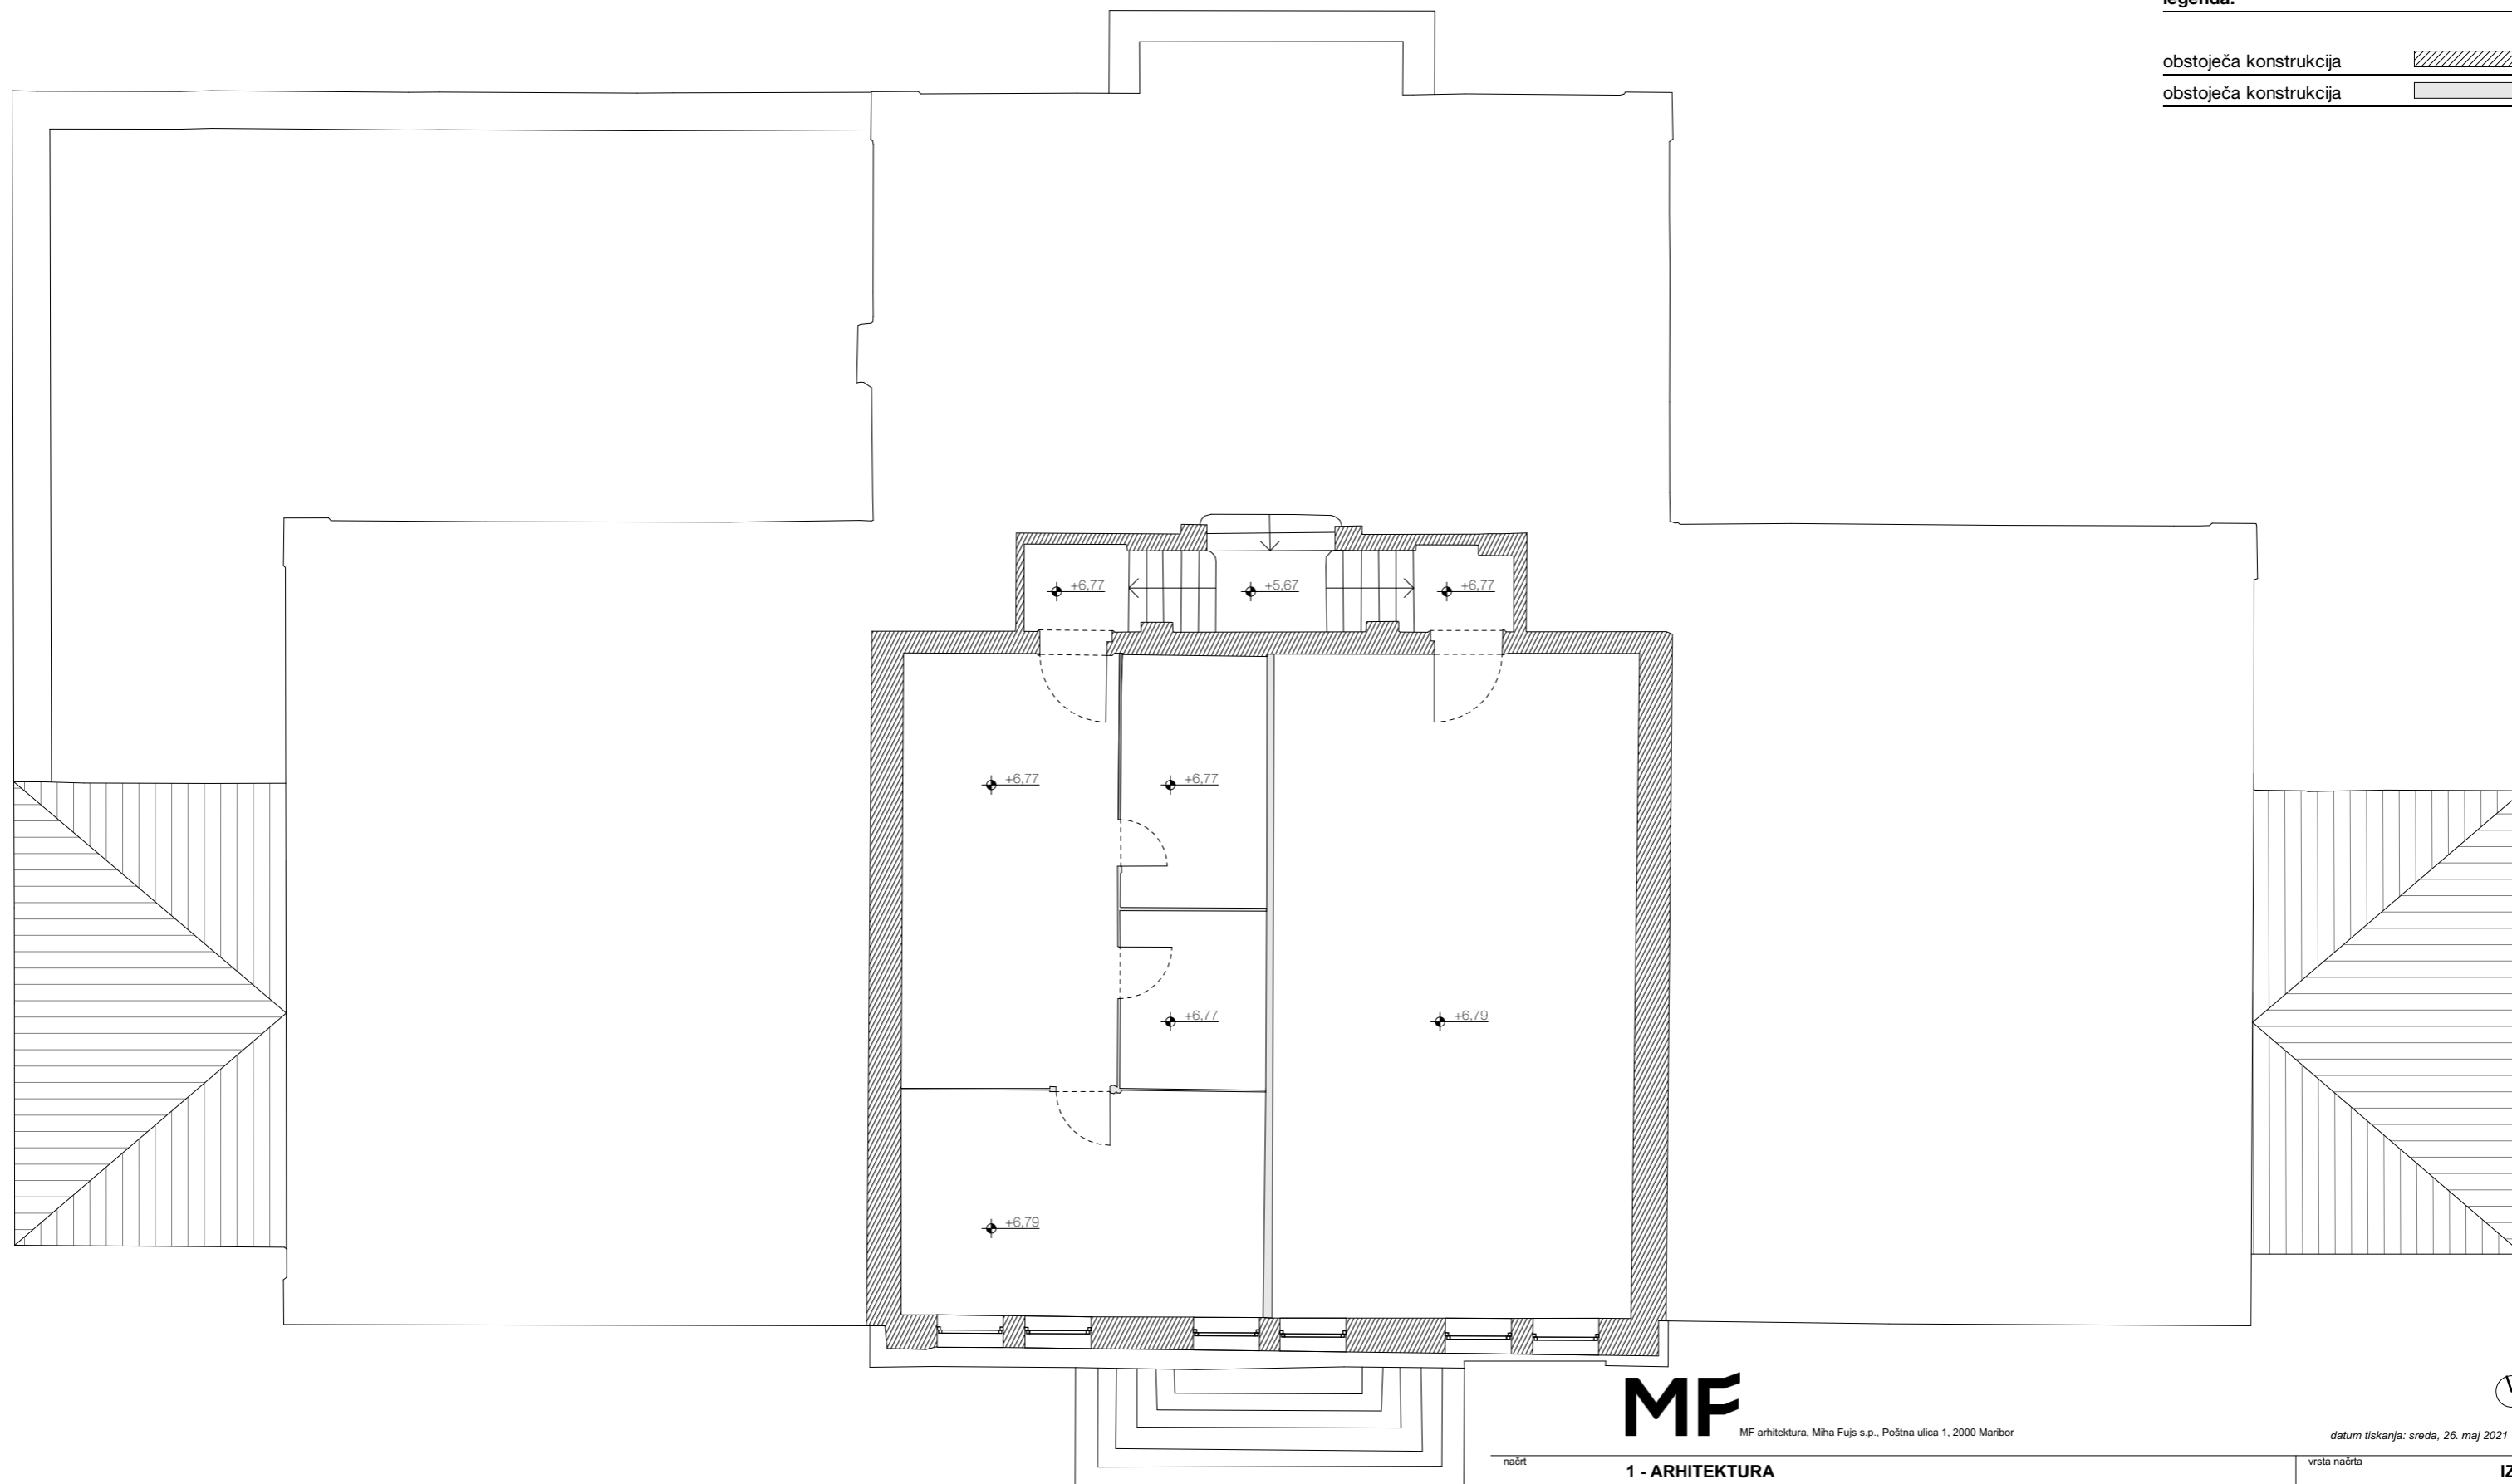 legenda:
obstoječa konstrukcija
obstoječa konstrukcija
+6,77
+5,67
+6,77
+6,77
+6,77
+6,77
+6,79
+6,79
MF
MF arhitektura, Miha Fujs s.p., Poštna ulica 1, 2000 Maribor
datum tiskanja: sreda, 26. maj 2021
načrt
1 - ARHITEKTURA
vrsta načrta